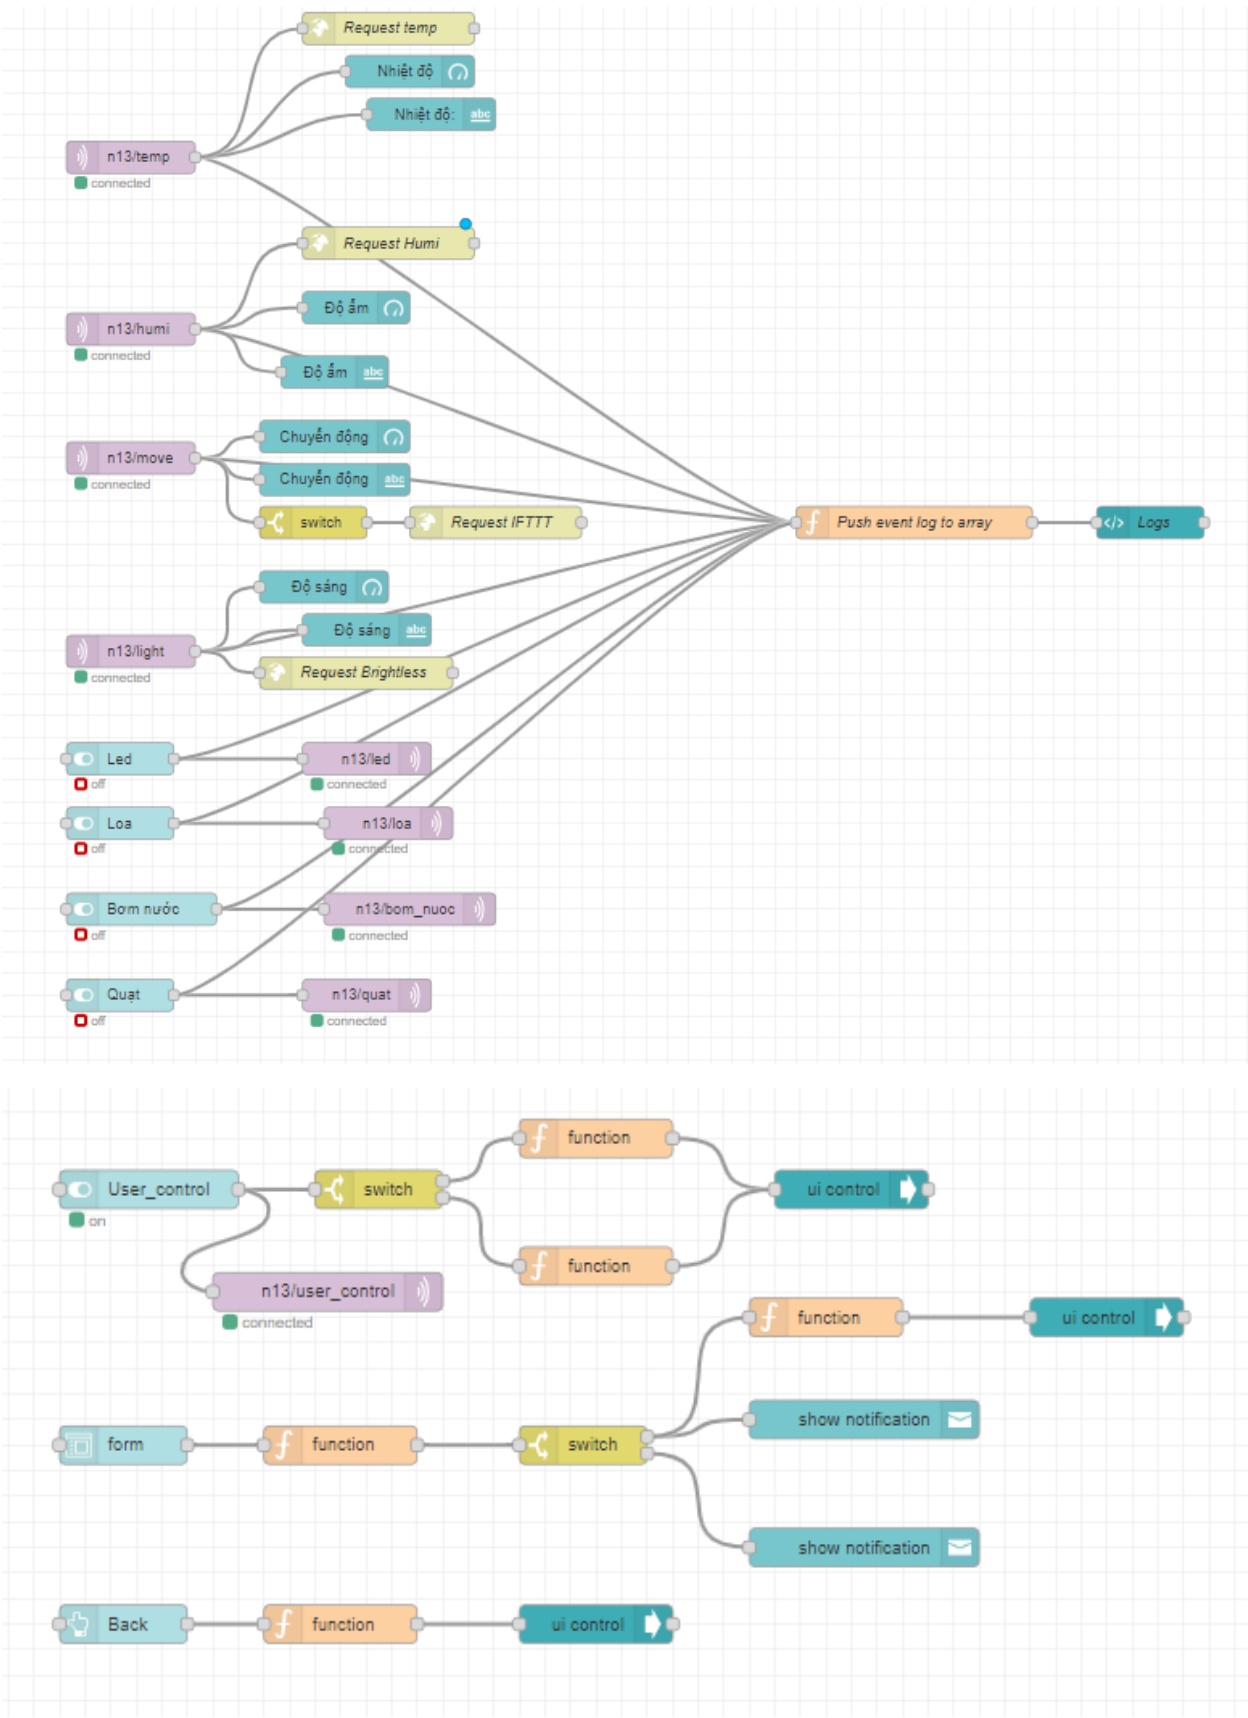 Request temp
Nhiệt độ
Nhiệt độ: abc
n13/temp
connected
Request Humi
Độ ẩm
n13/humi
connected
Độ ẩm abc
Chuyển động
n13/move
connected
Chuyển động abc
switch Request IFTTT Push event log to array </> Logs
Độ sáng
Độ sáng abc
n13/light
connected
Request Brightless
Led n13/led
off connected
Loa n13/loa
off connected
Bơm nước n13/bom_nuoc
off connected
Quạt n13/quat
off connected
function
User_control switch ui control
on
function
n13/user_control
connected
function ui control
show notification
form function switch
show notification
Back function ui control